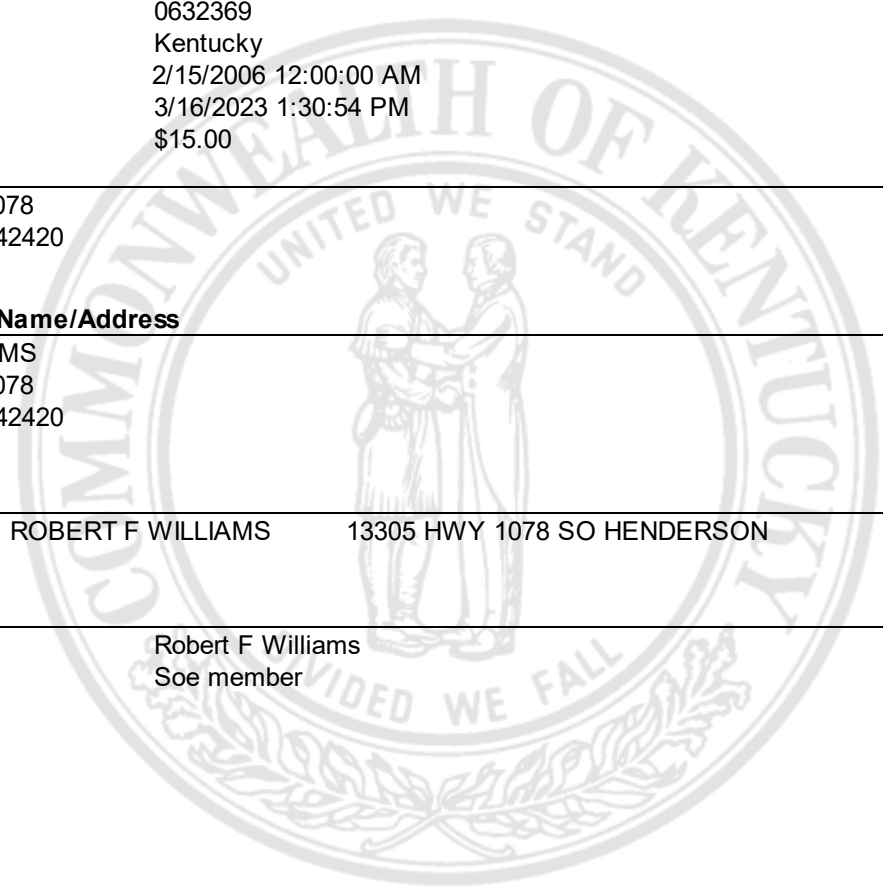 0632369
Kentucky
2/15/2006 12:00:00 AM
3/16/2023 1:30:54 PM
$15.00
078
42420
Name/Address
MS
078
42420
ROBERT F WILLIAMS 13305 HWY 1078 SO HENDERSON
Robert F Williams
Soe member
COMMONWEALTH OF KENTUCKY
UNITED WE STAND
DIVIDED WE FALL